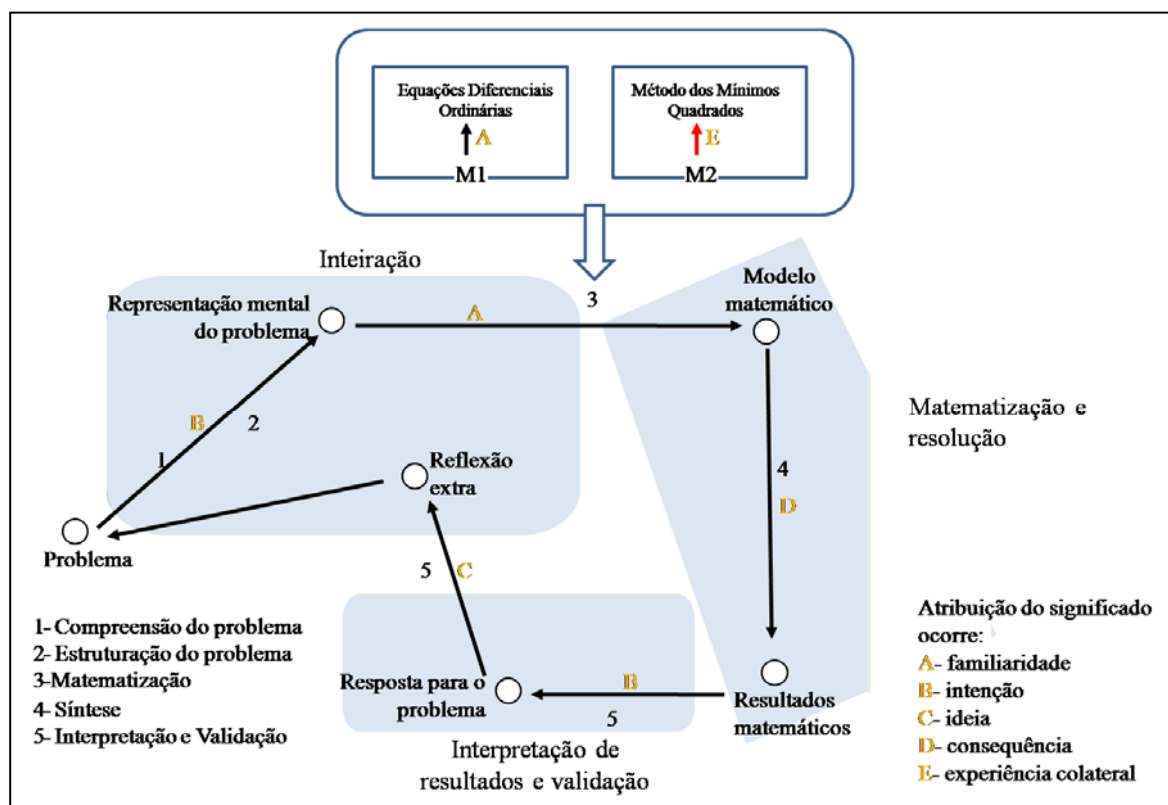 Equações Diferenciais
Ordinárias
A
M1
Método dos Mínimos
Quadrados
E
M2
Inteiração
3
Modelo
matemático
Representação mental
do problema
A
B
2
1
Matematização e
resolução
4
D
Reflexão
extra
Problema
5
C
1- Compreensão do problema
2- Estruturação do problema
3-Matematização
4- Síntese
5- Interpretação e Validação
Resposta para o
problema
B
5
Resultados
matemáticos
Interpretação de
resultados e validação
Atribuição do significado
ocorre:
A- familiaridade
B- intenção
C- ideia
D- consequência
E- experiência colateral